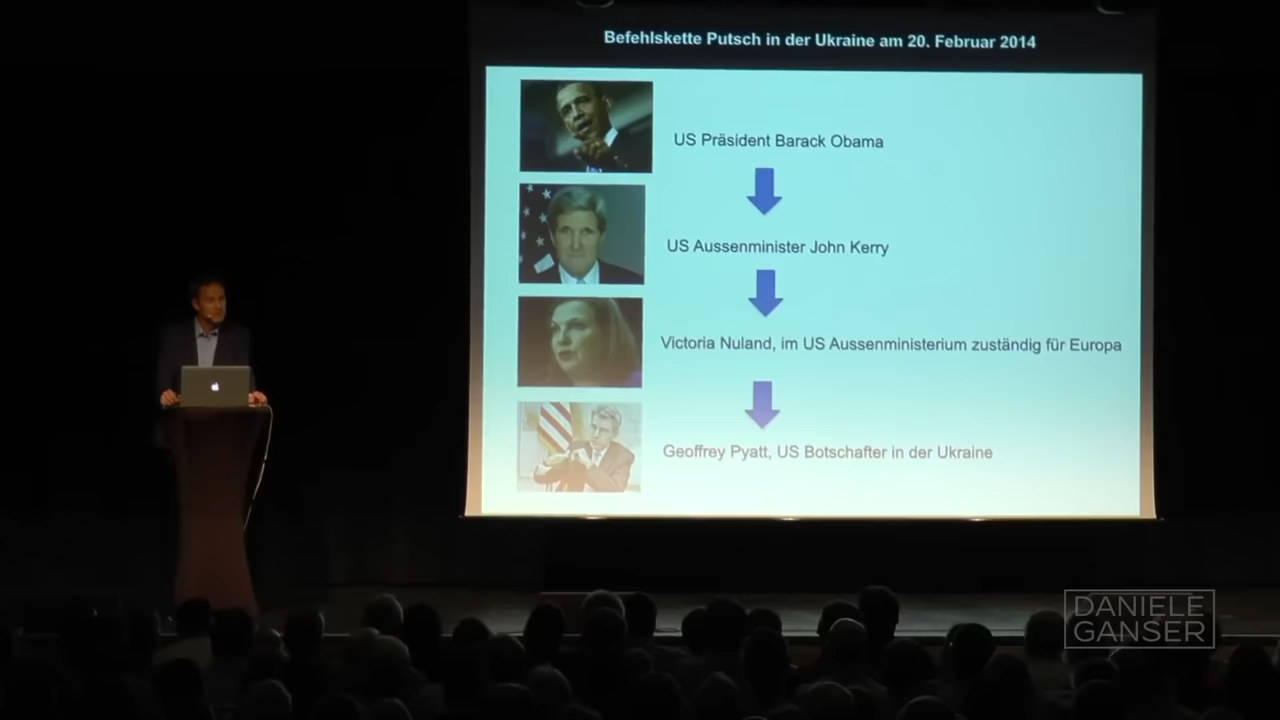 Befehlskette Putsch in der Ukraine am 20. Februar 2014
US Präsident Barack Obama
US Aussenminister John Kerry
Victoria Nuland, im US Aussenministerium zuständig für Europa
Geoffrey Pyatt, US Botschafter in der Ukraine
DANIELE
GANSER